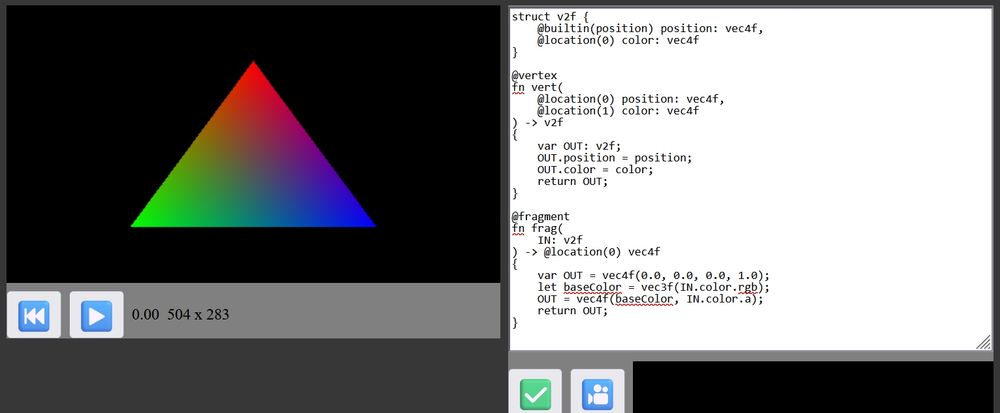 struct v2f {
    @builtin(position) position: vec4f,
    @location(0) color: vec4f
}

@vertex
fn vert(
    @location(0) position: vec4f,
    @location(1) color: vec4f
) -> v2f
{
    var OUT: v2f;
    OUT.position = position;
    OUT.color = color;
    return OUT;
}

@fragment
fn frag(
    IN: v2f
) -> @location(0) vec4f
{
    var OUT = vec4f(0.0, 0.0, 0.0, 1.0);
    let baseColor = vec3f(IN.color.rgb);
    OUT = vec4f(baseColor, IN.color.a);
    return OUT;
}
0.00 504 x 283